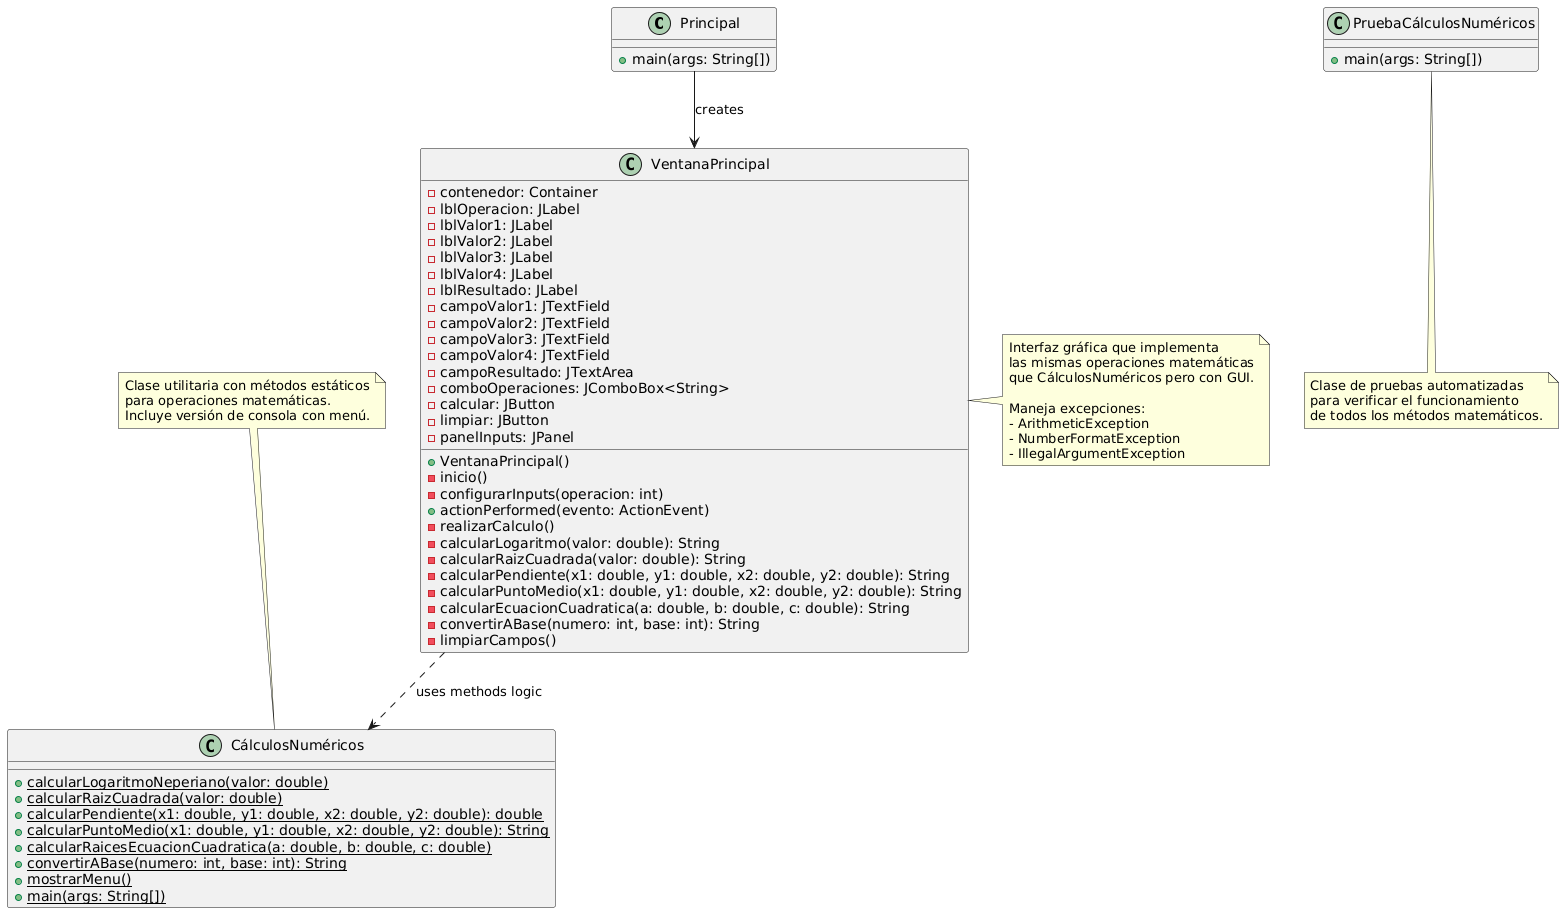 Principal
main(args: String[])
PruebaCálculosNuméricos
main(args: String[])
creates
VentanaPrincipal
contenedor: Container
lblOperacion: JLabel
lblValor1: JLabel
lblValor2: JLabel
lblValor3: JLabel
lblValor4: JLabel
lblResultado: JLabel
campoValor1: JTextField
campoValor2: JTextField
campoValor3: JTextField
campoValor4: JTextField
campoResultado: JTextArea
comboOperaciones: JComboBox<String>
calcular: JButton
limpiar: JButton
panelInputs: JPanel
VentanaPrincipal()
inicio()
configurarInputs(operacion: int)
actionPerformed(evento: ActionEvent)
realizarCalculo()
calcularLogaritmo(valor: double): String
calcularRaizCuadrada(valor: double): String
calcularPendiente(x1: double, y1: double, x2: double, y2: double): String
calcularPuntoMedio(x1: double, y1: double, x2: double, y2: double): String
calcularEcuacionCuadratica(a: double, b: double, c: double): String
convertirABase(numero: int, base: int): String
limpiarCampos()
Interfaz gráfica que implementa
las mismas operaciones matemáticas
que CálculosNuméricos pero con GUI.
Maneja excepciones:
- ArithmeticException
- NumberFormatException
- IllegalArgumentException
Clase utilitaria con métodos estáticos
para operaciones matemáticas.
Incluye versión de consola con menú.
Clase de pruebas automatizadas
para verificar el funcionamiento
de todos los métodos matemáticos.
uses methods logic
CálculosNuméricos
calcularLogaritmoNeperiano(valor: double)
calcularRaizCuadrada(valor: double)
calcularPendiente(x1: double, y1: double, x2: double, y2: double): double
calcularPuntoMedio(x1: double, y1: double, x2: double, y2: double): String
calcularRaicesEcuacionCuadratica(a: double, b: double, c: double)
convertirABase(numero: int, base: int): String
mostrarMenu()
main(args: String[])